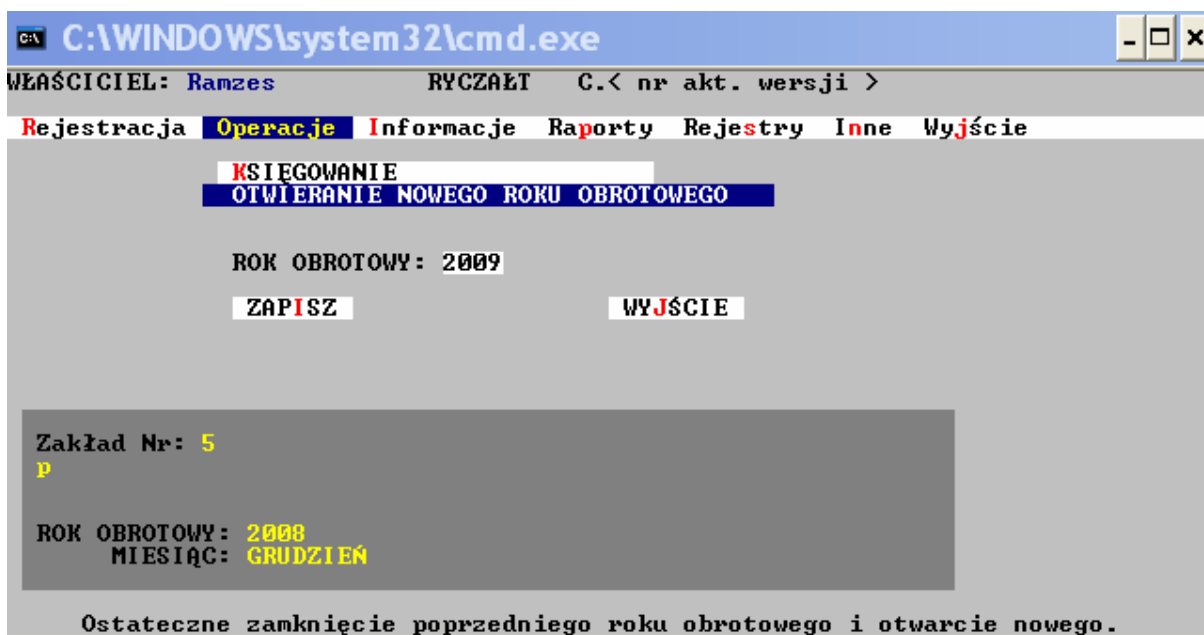 C:\WINDOWS\system32\cmd.exe
WŁAŚCICIEL: Ramzes RYCZAŁT C.< nr akt. wersji >
Rejestracja Operacje Informacje Raporty Rejestry Inne Wyjście
KSIĘGOWANIE
OTWIERANIE NOWEGO ROKU OBROTOWEGO
ROK OBROTOWY: 2009
ZAPISZ WYJŚCIE
Zakład Nr: 5
p
ROK OBROTOWY: 2008
MIESIĄC: GRUDZIEŃ
Ostateczne zamknięcie poprzedniego roku obrotowego i otwarcie nowego.